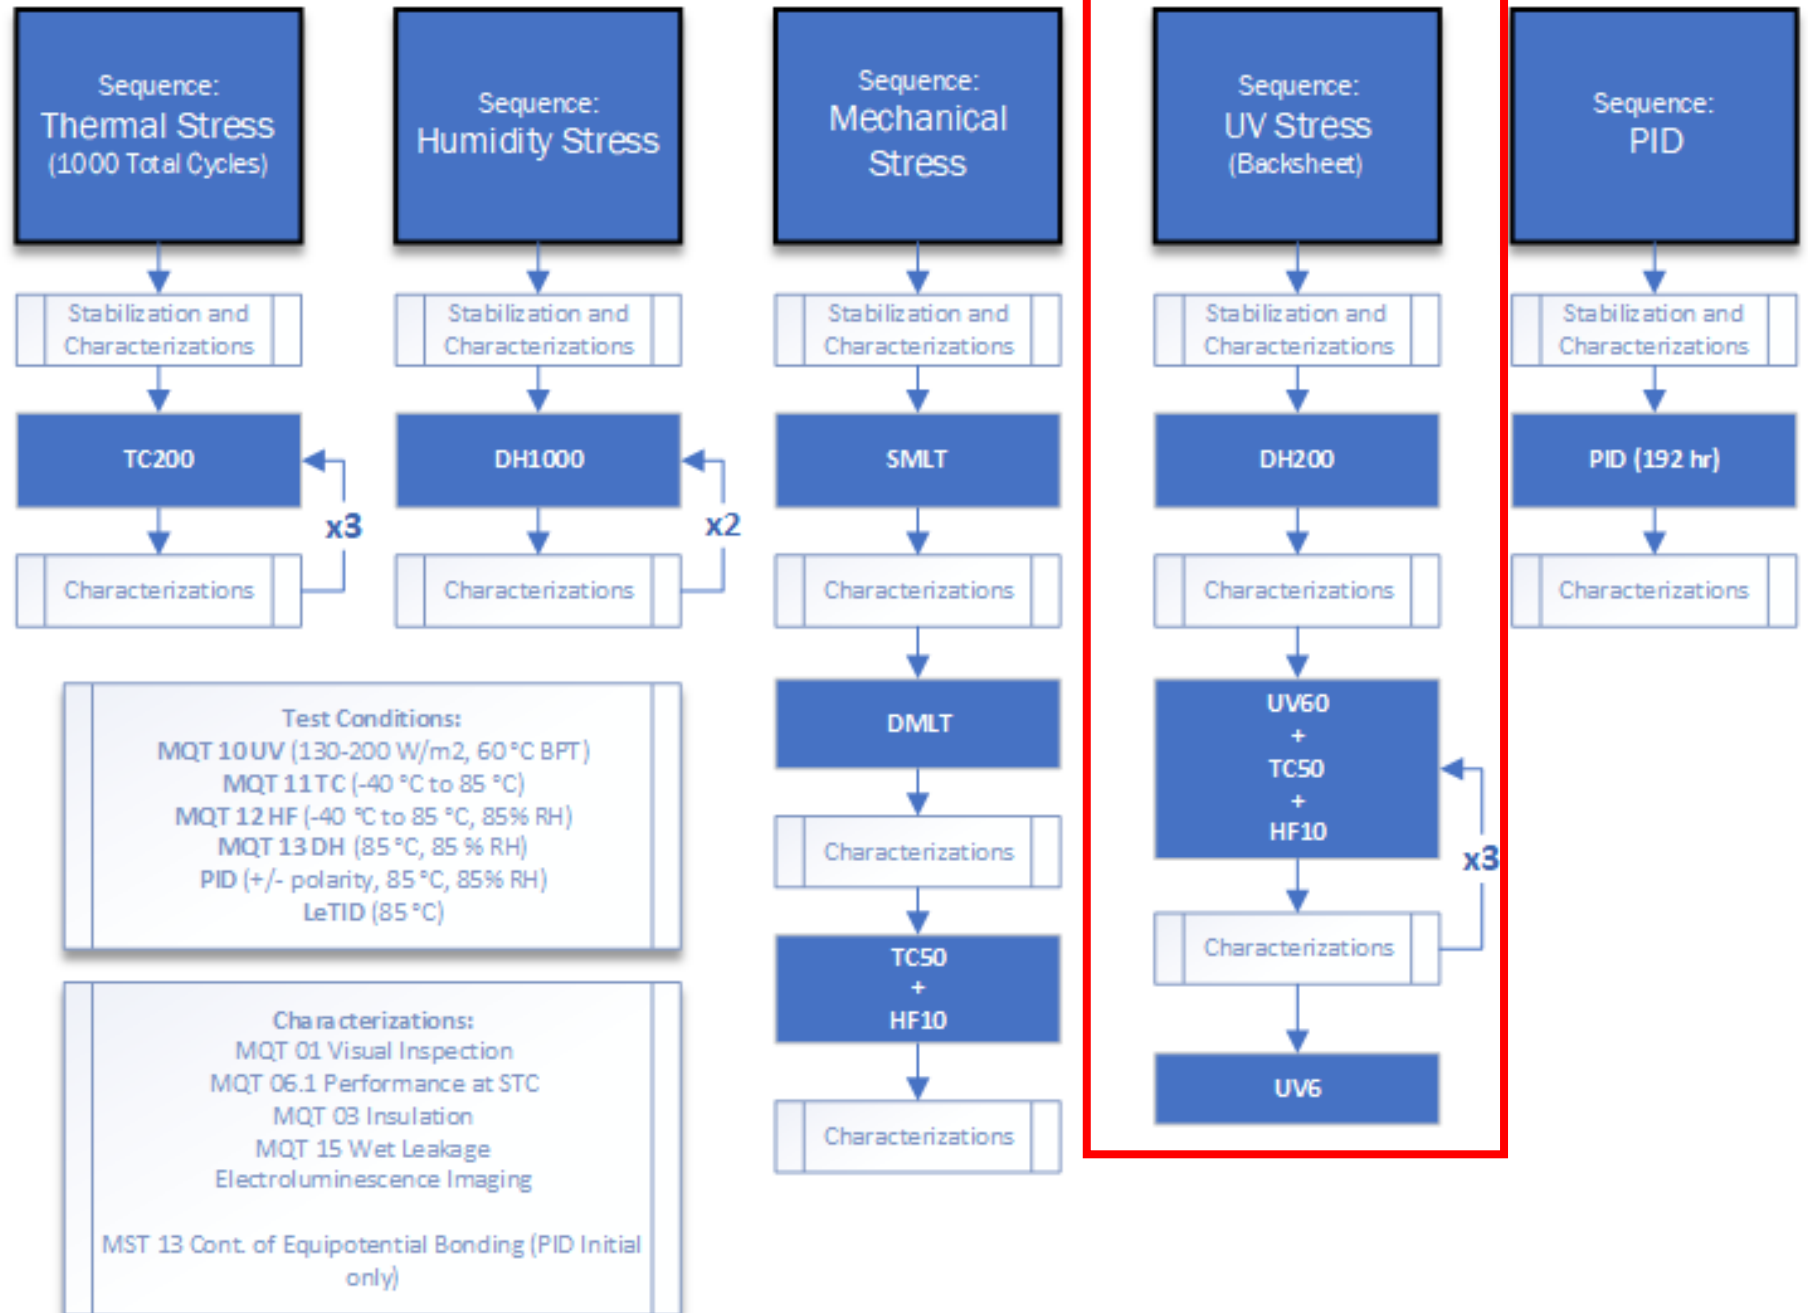 Sequence:
Thermal Stress
(1000 Total Cycles)
Stabilization and
Characterizations
TC200
x3
Characterizations
Sequence:
Humidity Stress
Stabilization and
Characterizations
DH1000
x2
Characterizations
Sequence:
Mechanical
Stress
Stabilization and
Characterizations
SMLT
Characterizations
DMLT
Characterizations
TC50
+
HF10
Characterizations
Sequence:
UV Stress
(Backsheet)
Stabilization and
Characterizations
DH200
Characterizations
UV60
+
TC50
+
HF10
x3
Characterizations
UV6
Sequence:
PID
Stabilization and
Characterizations
PID (192 hr)
Characterizations
Test Conditions:
MQT 10 UV (130-200 W/m2, 60 °C BPT)
MQT 11 TC (-40 °C to 85 °C)
MQT 12 HF (-40 °C to 85 °C, 85% RH)
MQT 13 DH (85 °C, 85 % RH)
PID (+/- polarity, 85 °C, 85% RH)
LeTID (85 °C)
Characterizations:
MQT 01 Visual Inspection
MQT 06.1 Performance at STC
MQT 03 Insulation
MQT 15 Wet Leakage
Electroluminescence Imaging
MST 13 Cont. of Equipotential Bonding (PID Initial
only)